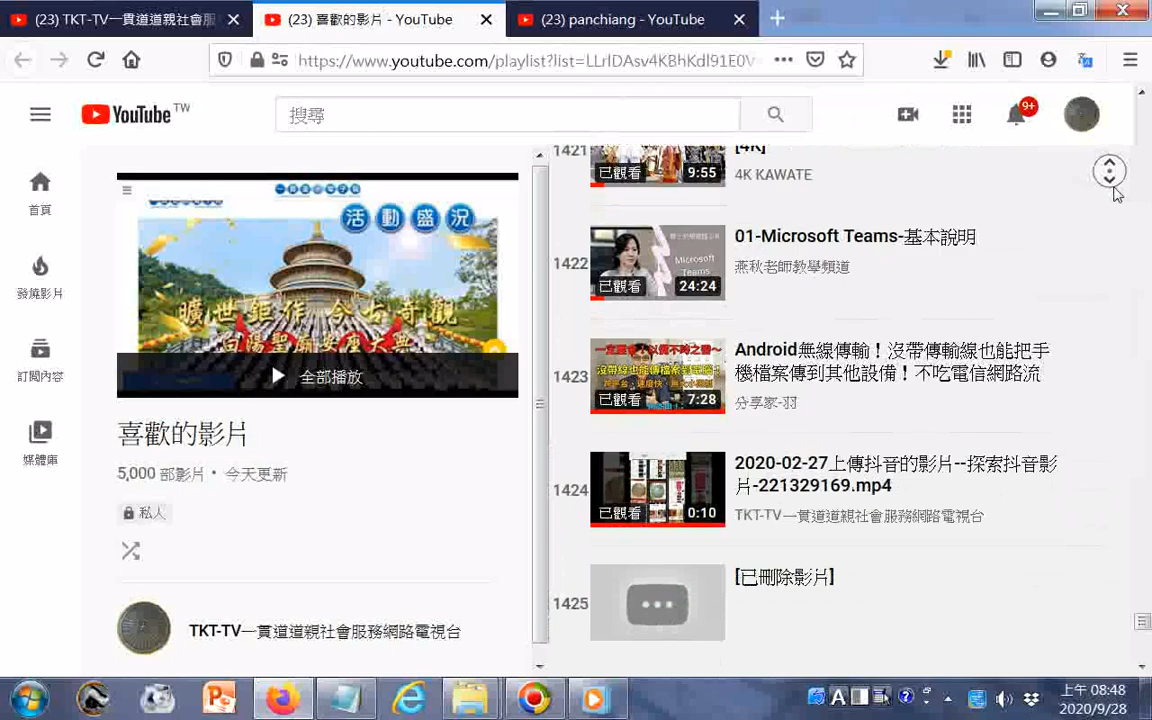 (23) TKT-TV一貫道道親社會服
(23) 喜歡的影片 - YouTube
(23) panchiang - YouTube
https://www.youtube.com/playlist?list=LLrIDAsv4KBhKdl91E0V
YouTube TW
搜尋
9+
首頁
發燒影片
訂閱內容
媒體庫
活動盛況
曠世鉅作 今古奇觀
白陽聖廟安座大典
全部播放
喜歡的影片
5,000 部影片・ 今天更新
私人
TKT-TV一貫道道親社會服務網路電視台
1421
已觀看
9:55
[4K]
4K KAWATE
1422
Microsoft
Teams
已觀看
24:24
01-Microsoft Teams-基本說明
燕秋老師教學頻道
1423
已觀看
7:28
Android無線傳輸！沒帶傳輸線也能把手
機檔案傳到其他設備！不吃電信網路流
分享家-羽
1424
已觀看
0:10
2020-02-27上傳抖音的影片--探索抖音影
片-221329169.mp4
TKT-TV一貫道道親社會服務網路電視台
1425
[已刪除影片]
上午 08:48
2020/9/28